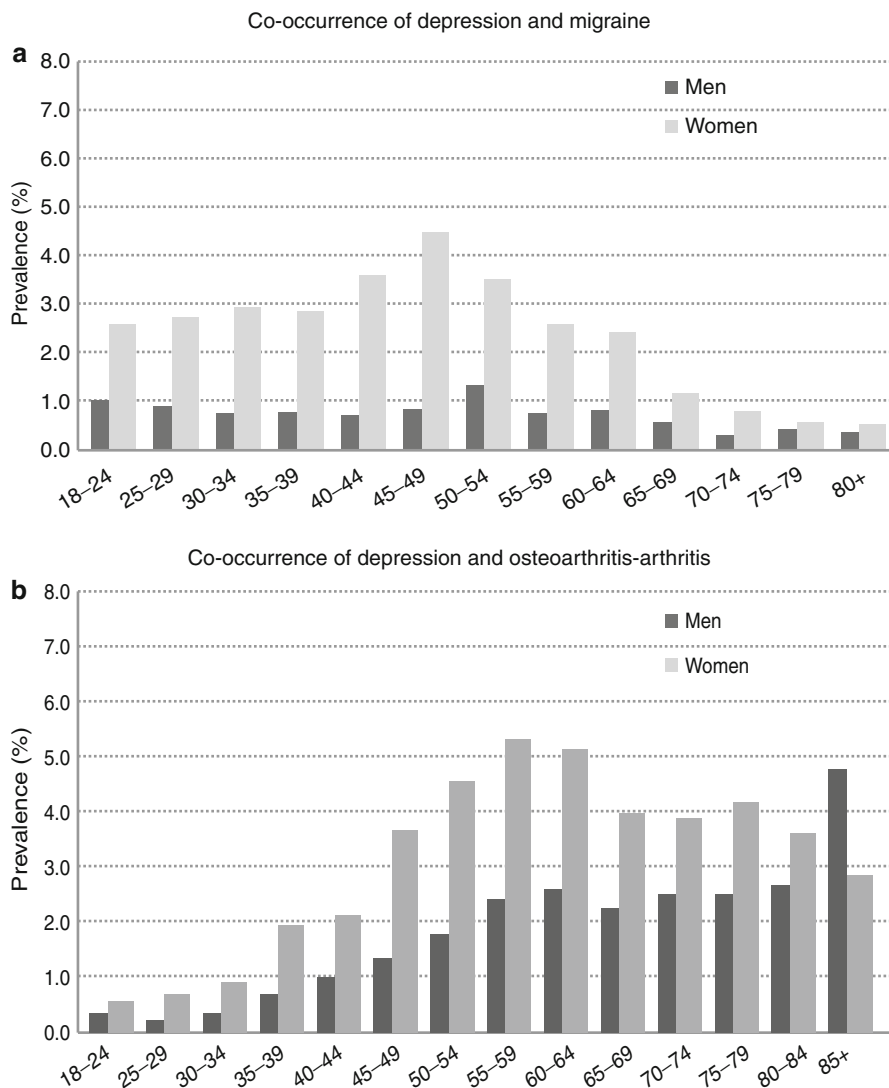 Co-occurrence of depression and migraine
a
8.0
7.0
6.0
5.0
4.0
3.0
2.0
1.0
0.0
Prevalence (%)
Men
Women
18–24 25–29 30–34 35–39 40–44 45–49 50–54 55–59 60–64 65–69 70–74 75–79 80+
Co-occurrence of depression and osteoarthritis-arthritis
b
8.0
7.0
6.0
5.0
4.0
3.0
2.0
1.0
0.0
Prevalence (%)
Men
Women
18–24 25–29 30–34 35–39 40–44 45–49 50–54 55–59 60–64 65–69 70–74 75–79 80–84 85+